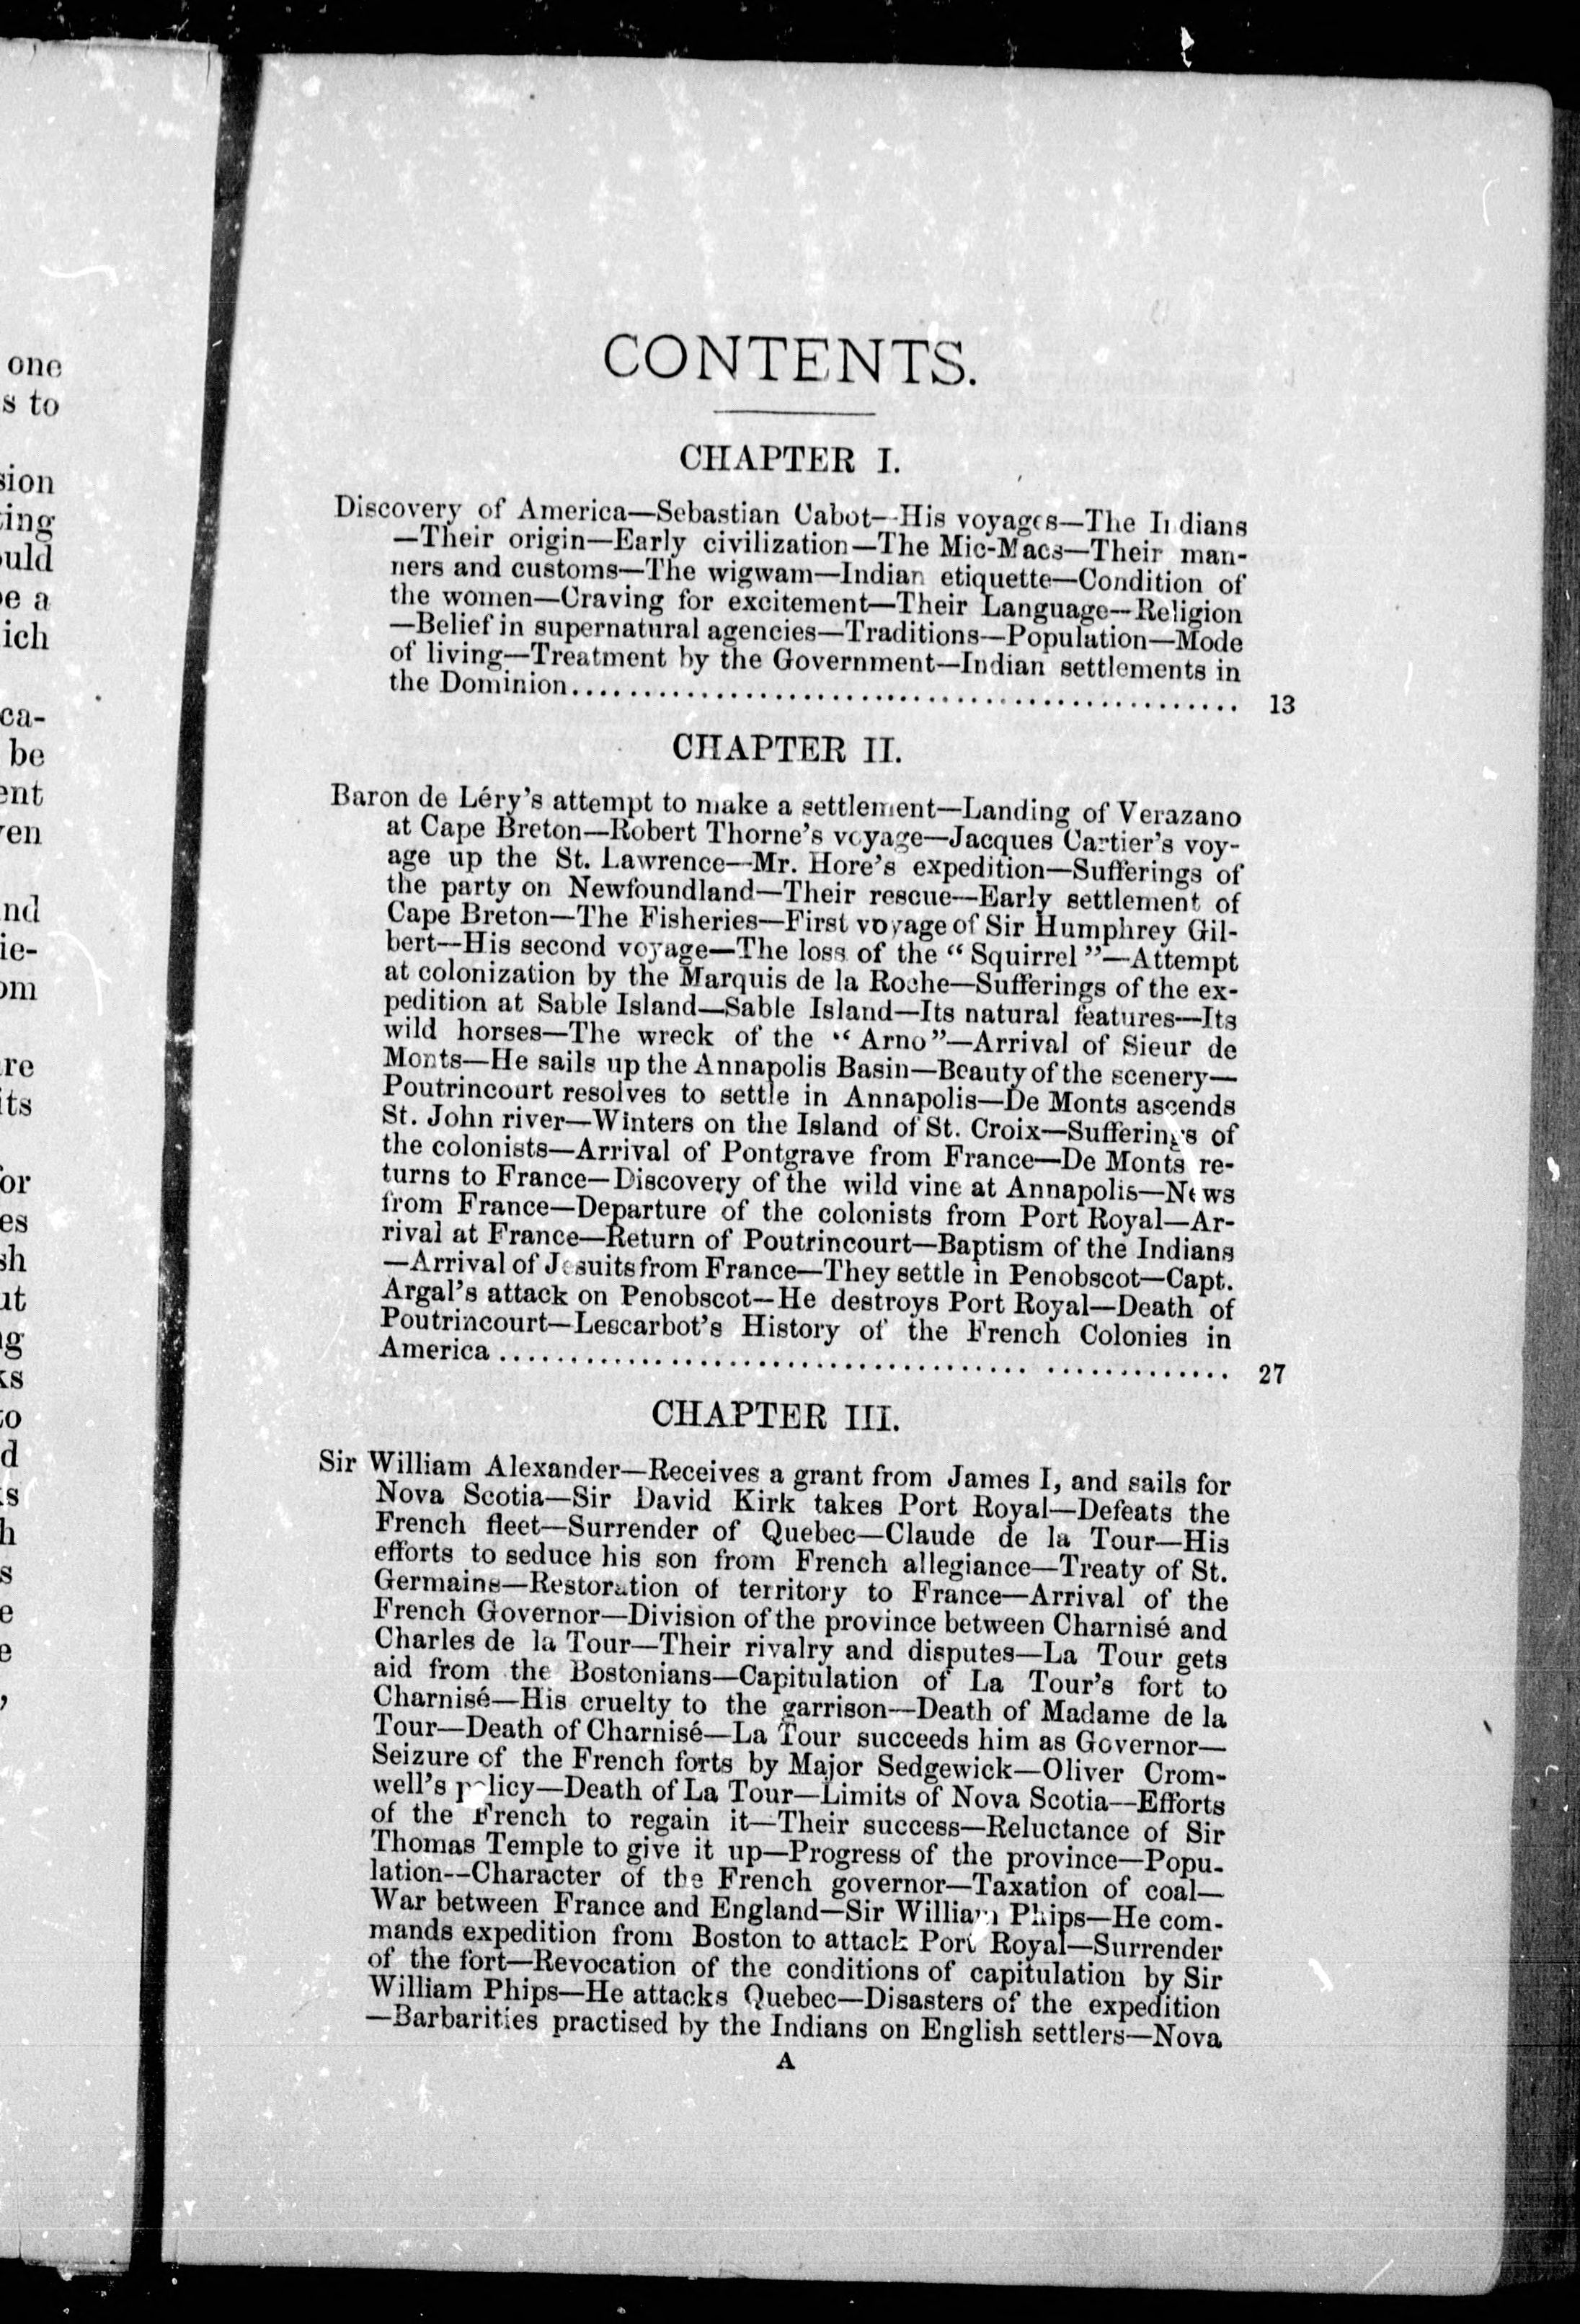 one
s to
sion
ting
ould
be a
ich
ca-
be
ent
ven
nd
ie-
om
re
its
for
es
sh
ut
ng
ks
to
d
s
h
s
e
e
,
CONTENTS.
CHAPTER I.
Discovery of America—Sebastian Cabot—His voyages—The Indians
—Their origin—Early civilization—The Mic-Macs—Their man-
ners and customs—The wigwam—Indian etiquette—Condition of
the women—Craving for excitement—Their Language—Religion
—Belief in supernatural agencies—Traditions—Population—Mode
of living—Treatment by the Government—Indian settlements in
the Dominion.................................................. 13
CHAPTER II.
Baron de Léry's attempt to make a settlement—Landing of Verazano
at Cape Breton—Robert Thorne's voyage—Jacques Cartier's voy-
age up the St. Lawrence—Mr. Hore's expedition—Sufferings of
the party on Newfoundland—Their rescue—Early settlement of
Cape Breton—The Fisheries—First voyage of Sir Humphrey Gil-
bert—His second voyage—The loss of the "Squirrel"—Attempt
at colonization by the Marquis de la Roche—Sufferings of the ex-
pedition at Sable Island—Sable Island—Its natural features—Its
wild horses—The wreck of the "Arno"—Arrival of Sieur de
Monts—He sails up the Annapolis Basin—Beauty of the scenery—
Poutrincourt resolves to settle in Annapolis—De Monts ascends
St. John river—Winters on the Island of St. Croix—Sufferings of
the colonists—Arrival of Pontgrave from France—De Monts re-
turns to France—Discovery of the wild vine at Annapolis—News
from France—Departure of the colonists from Port Royal—Ar-
rival at France—Return of Poutrincourt—Baptism of the Indians
—Arrival of Jesuits from France—They settle in Penobscot—Capt.
Argal's attack on Penobscot—He destroys Port Royal—Death of
Poutrincourt—Lescarbot's History of the French Colonies in
America .................................................. 27
CHAPTER III.
Sir William Alexander—Receives a grant from James I, and sails for
Nova Scotia—Sir David Kirk takes Port Royal—Defeats the
French fleet—Surrender of Quebec—Claude de la Tour—His
efforts to seduce his son from French allegiance—Treaty of St.
Germains—Restoration of territory to France—Arrival of the
French Governor—Division of the province between Charnisé and
Charles de la Tour—Their rivalry and disputes—La Tour gets
aid from the Bostonians—Capitulation of La Tour's fort to
Charnisé—His cruelty to the garrison—Death of Madame de la
Tour—Death of Charnisé—La Tour succeeds him as Governor—
Seizure of the French forts by Major Sedgewick—Oliver Crom-
well's policy—Death of La Tour—Limits of Nova Scotia—Efforts
of the French to regain it—Their success—Reluctance of Sir
Thomas Temple to give it up—Progress of the province—Popu-
lation—Character of the French governor—Taxation of coal—
War between France and England—Sir William Phips—He com-
mands expedition from Boston to attack Port Royal—Surrender
of the fort—Revocation of the conditions of capitulation by Sir
William Phips—He attacks Quebec—Disasters of the expedition
—Barbarities practised by the Indians on English settlers—Nova
A